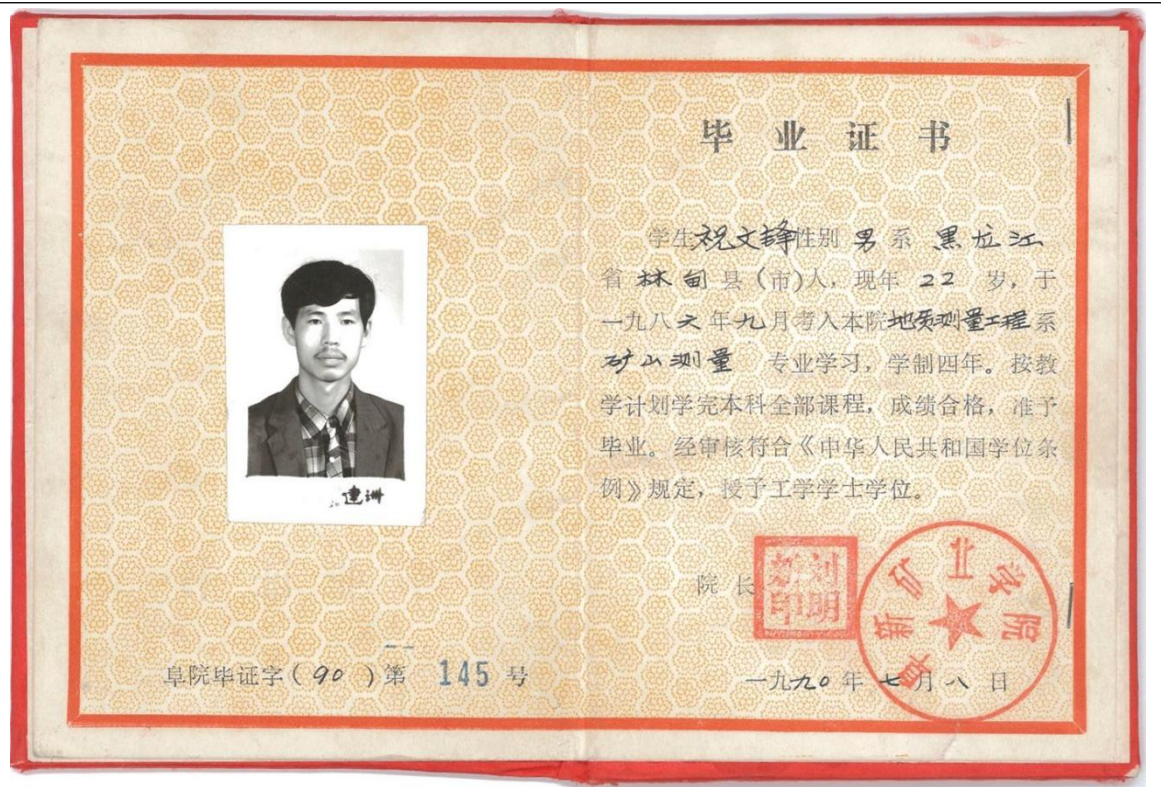 建洲
阜院毕证字(90)第 145 号
毕业证书
学生祝文锋性别 男 系 黑龙江
省 林甸 县(市)人,现年 22 岁,于
一九八六年九月考入本院地质测量工程系
矿山测量 专业学习,学制四年。按教
学计划学完本科全部课程,成绩合格,准予
毕业。经审核符合《中华人民共和国学位条
例》规定,授予工学学士学位。
院长
刘明
印
阜新矿业学院
一九九〇年七月八日